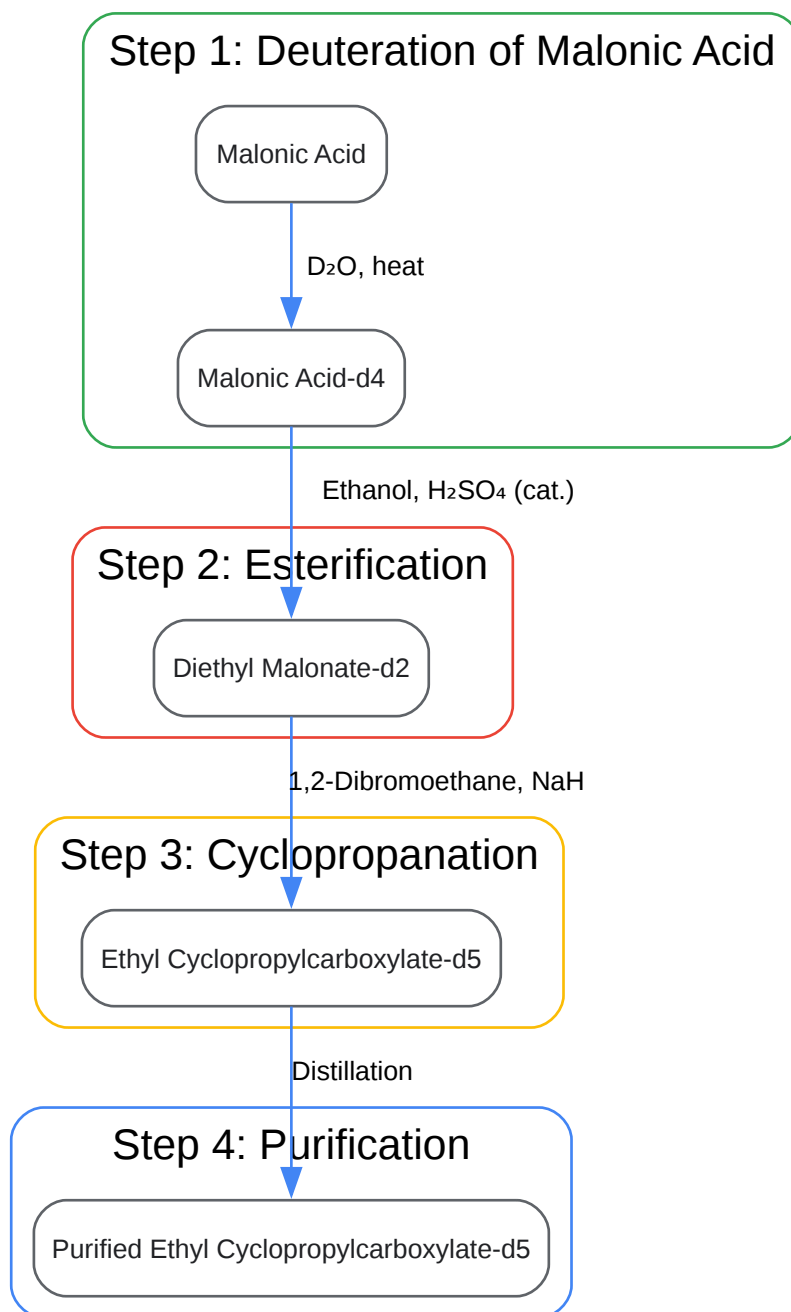 Step 1: Deuteration of Malonic Acid
Malonic Acid
D₂O, heat
Malonic Acid-d4
Ethanol, H₂SO₄ (cat.)
Step 2: Esterification
Diethyl Malonate-d2
1,2-Dibromoethane, NaH
Step 3: Cyclopropanation
Ethyl Cyclopropylcarboxylate-d5
Distillation
Step 4: Purification
Purified Ethyl Cyclopropylcarboxylate-d5